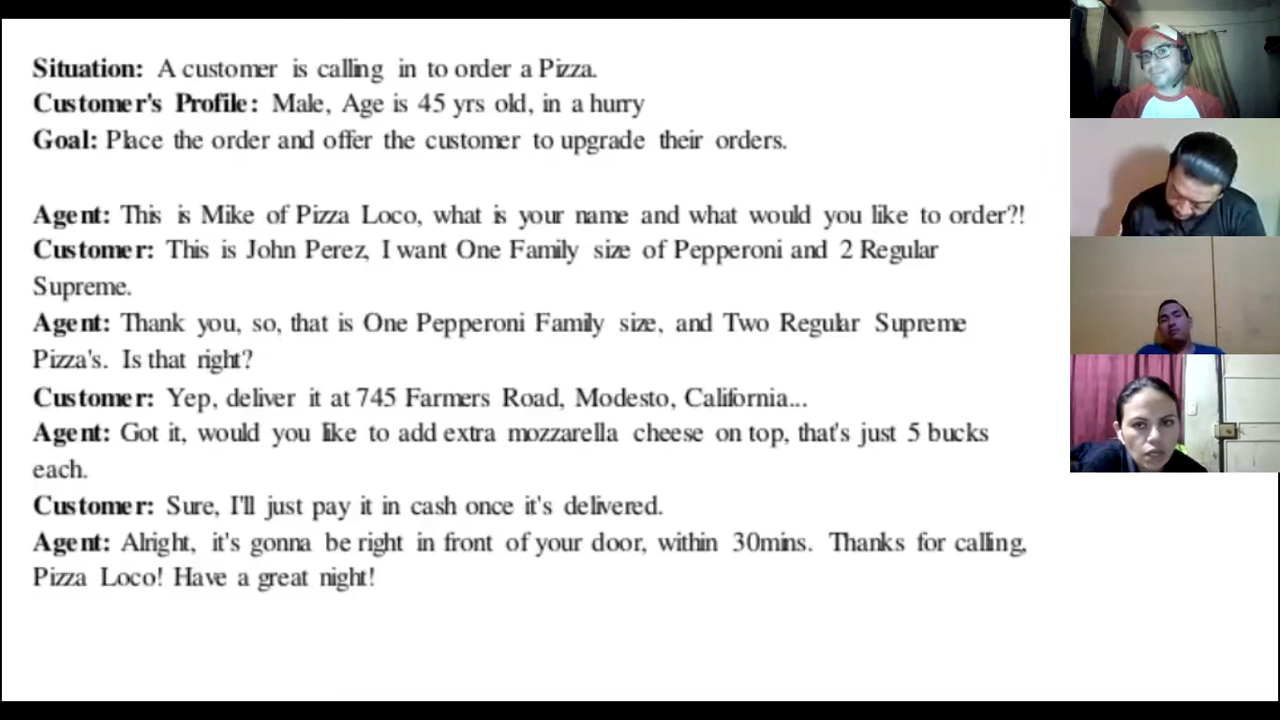 Situation: A customer is calling in to order a Pizza.
Customer's Profile: Male, Age is 45 yrs old, in a hurry
Goal: Place the order and offer the customer to upgrade their orders.
Agent: This is Mike of Pizza Loco, what is your name and what would you like to order?!
Customer: This is John Perez, I want One Family size of Pepperoni and 2 Regular
Supreme.
Agent: Thank you, so, that is One Pepperoni Family size, and Two Regular Supreme
Pizza's. Is that right?
Customer: Yep, deliver it at 745 Farmers Road, Modesto, California...
Agent: Got it, would you like to add extra mozzarella cheese on top, that's just 5 bucks
each.
Customer: Sure, I'll just pay it in cash once it's delivered.
Agent: Alright, it's gonna be right in front of your door, within 30mins. Thanks for calling,
Pizza Loco! Have a great night!